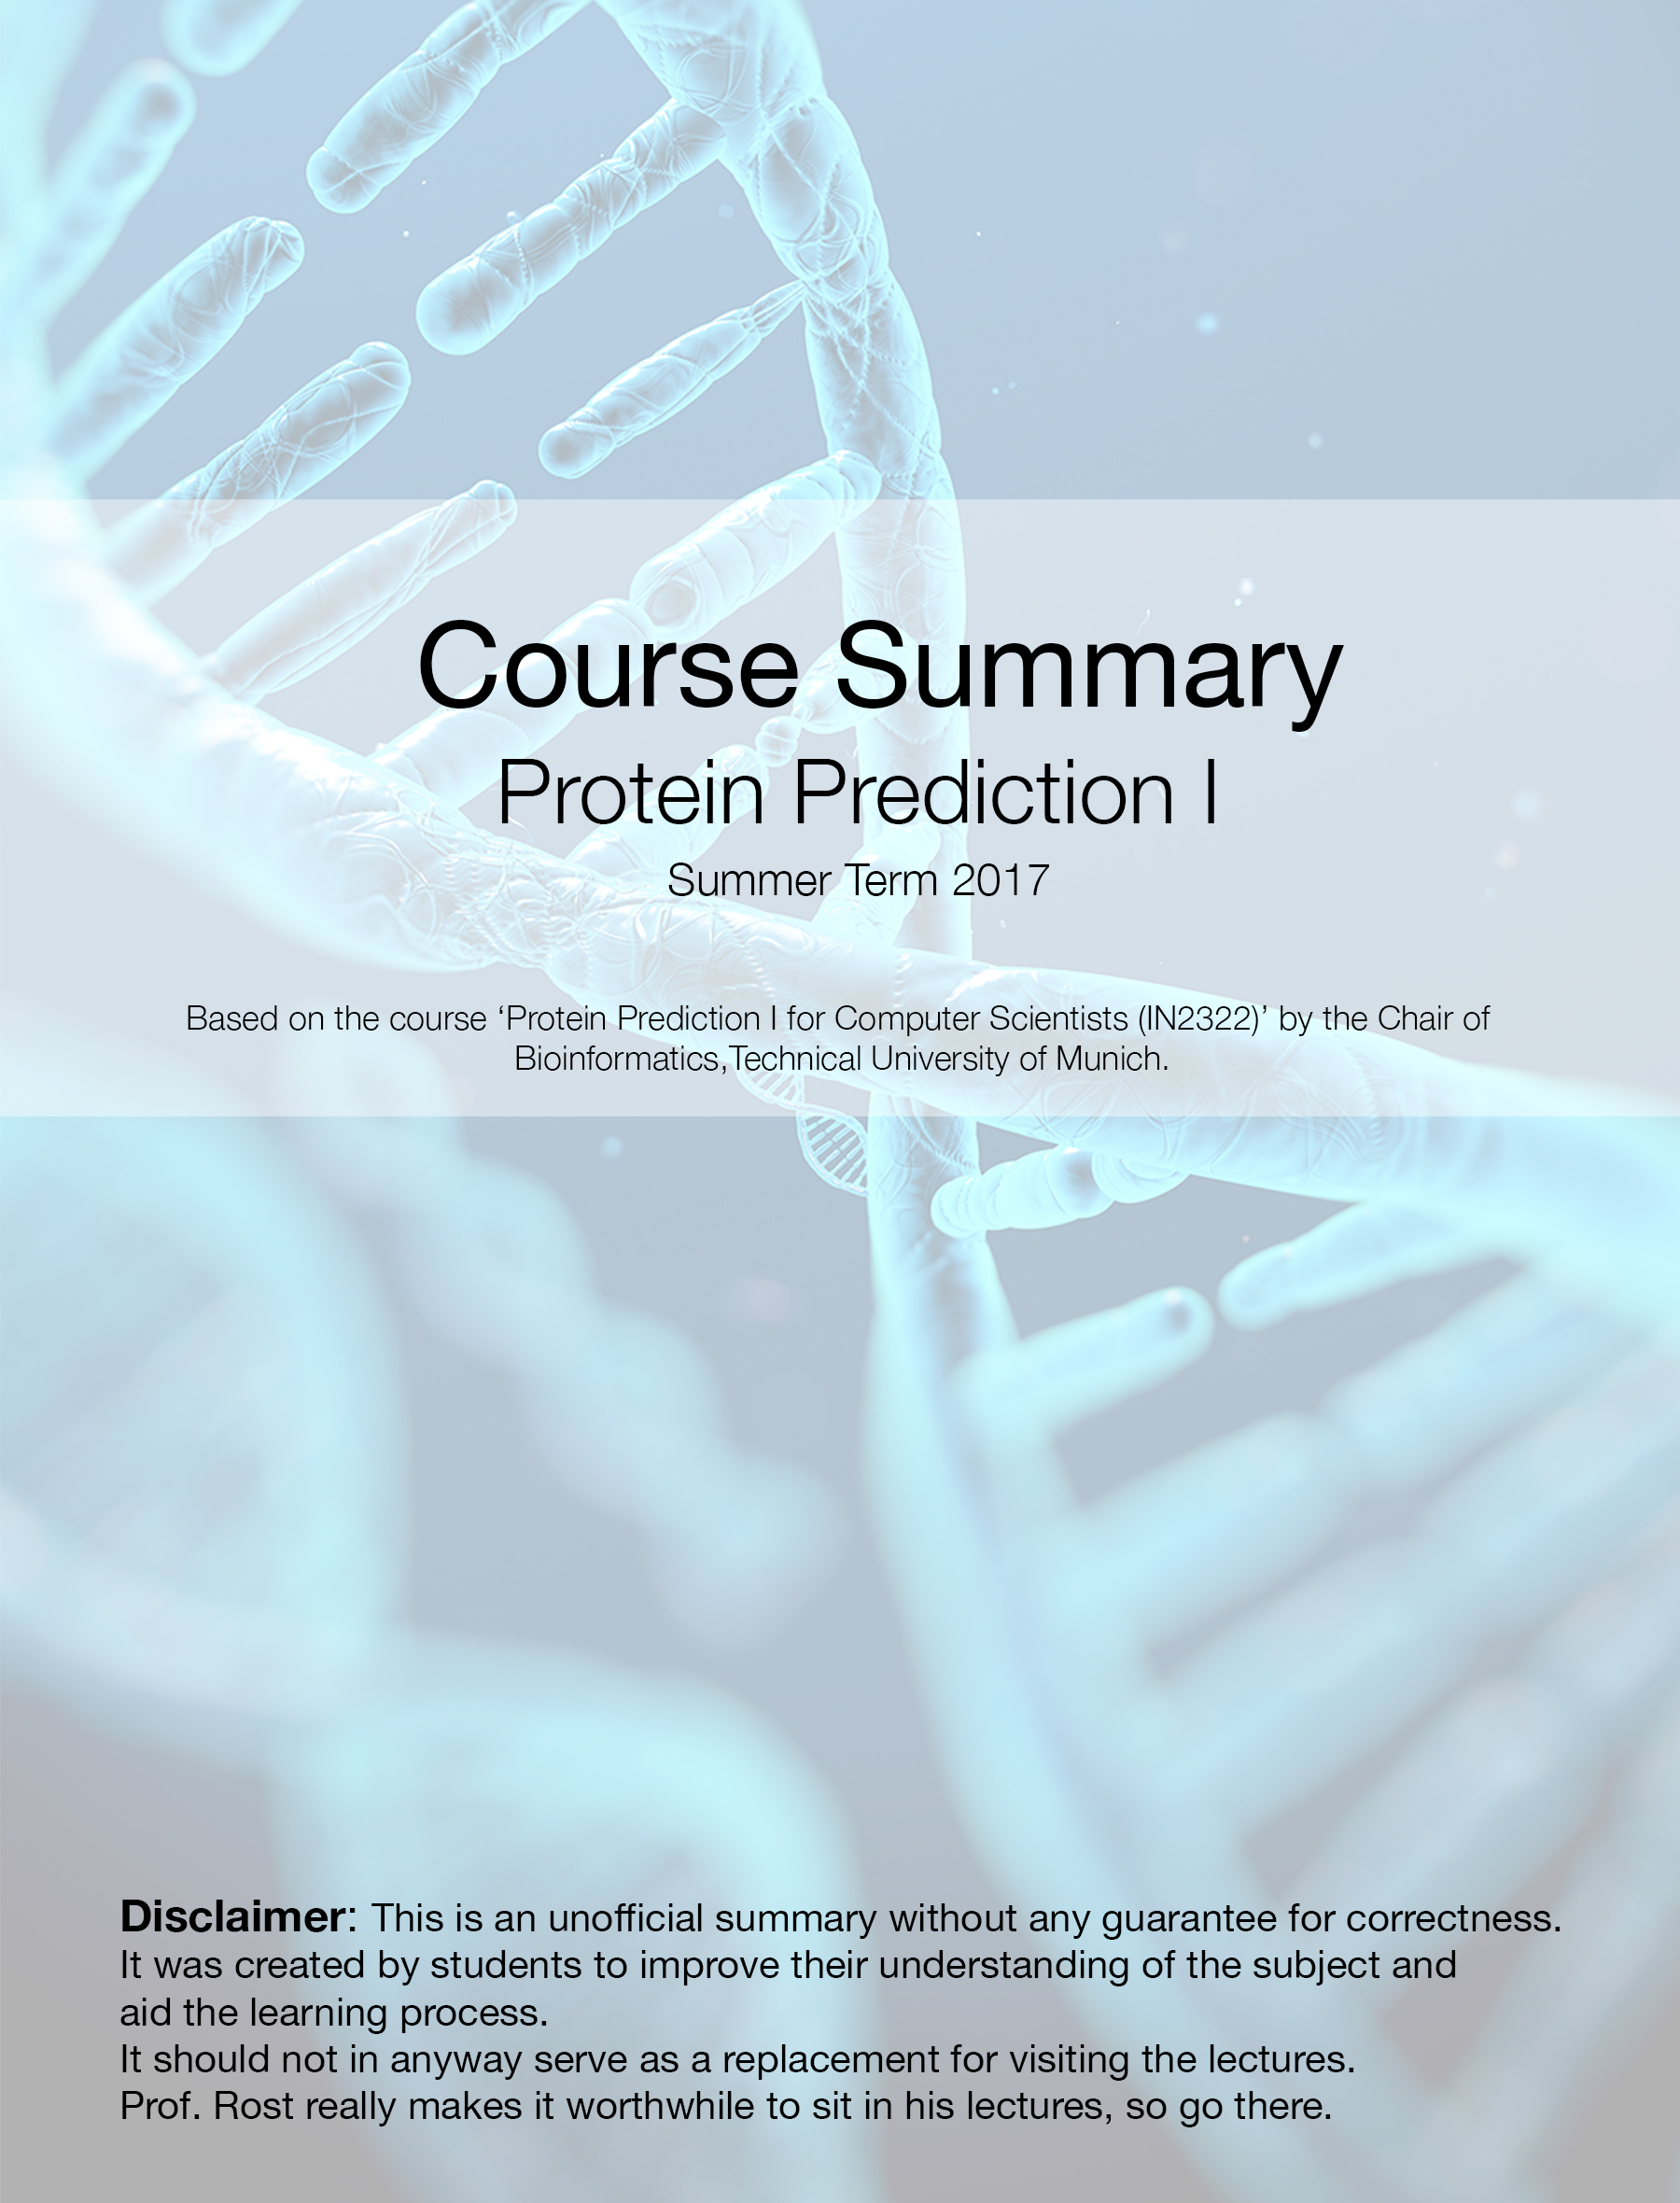 Course Summary
Protein Prediction I
Summer Term 2017
Based on the course ‘Protein Prediction I for Computer Scientists (IN2322)’ by the Chair of
Bioinformatics,Technical University of Munich.
Disclaimer: This is an unofficial summary without any guarantee for correctness.
It was created by students to improve their understanding of the subject and
aid the learning process.
It should not in anyway serve as a replacement for visiting the lectures.
Prof. Rost really makes it worthwhile to sit in his lectures, so go there.